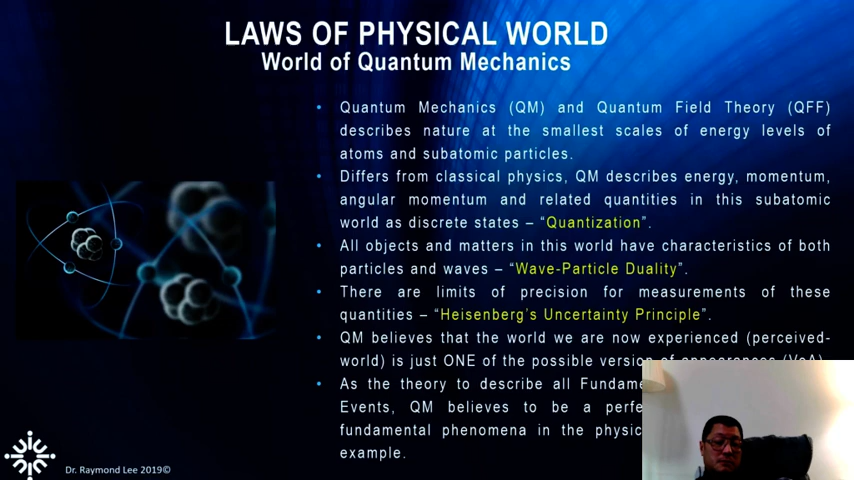 LAWS OF PHYSICAL WORLD
World of Quantum Mechanics
• Quantum Mechanics (QM) and Quantum Field Theory (QFF)
describes nature at the smallest scales of energy levels of
atoms and subatomic particles.
• Differs from classical physics, QM describes energy, momentum,
angular momentum and related quantities in this subatomic
world as discrete states – “Quantization”.
• All objects and matters in this world have characteristics of both
particles and waves – “Wave-Particle Duality”.
• There are limits of precision for measurements of these
quantities – “Heisenberg’s Uncertainty Principle”.
• QM believes that the world we are now experienced (perceived-
world) is just ONE of the possible version of appearances (VoA).
• As the theory to describe all
Events, QM believes to be a
fundamental phenomena in the
example.
Dr. Raymond Lee 2019©